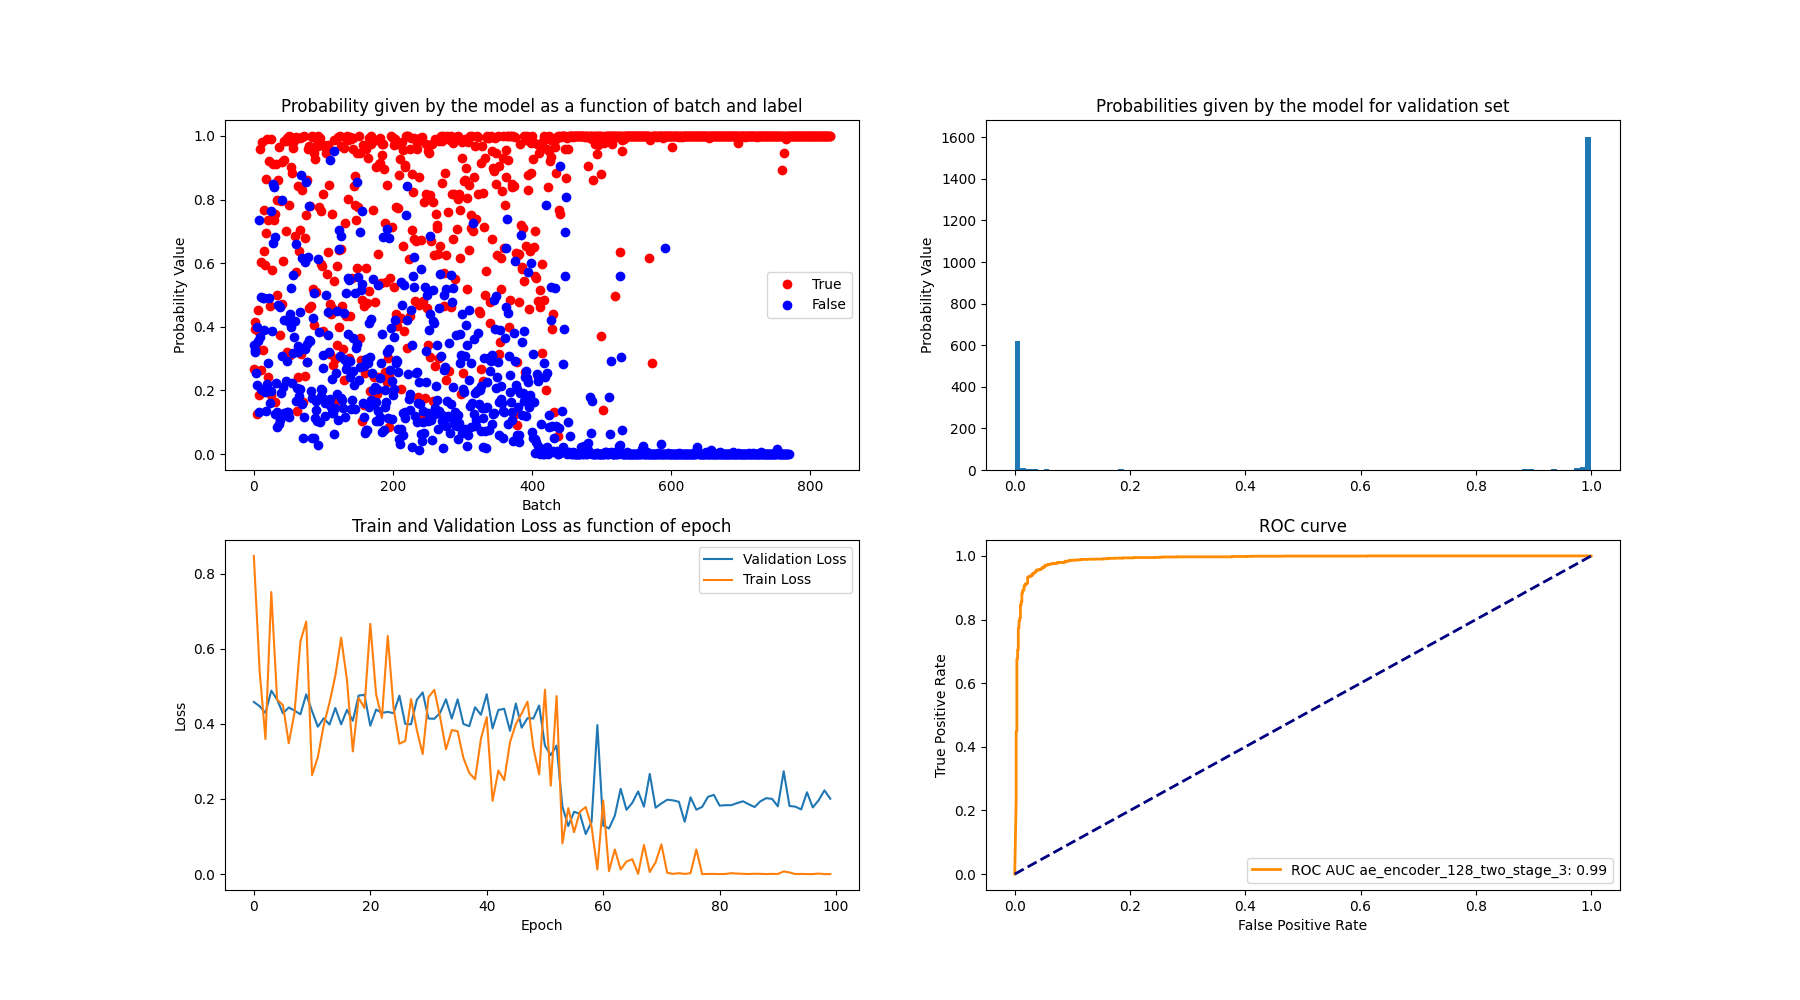 Probability given by the model as a function of batch and label
Probability Value
1.0
0.8
0.6
0.4
0.2
0.0
True
False
0 200 400 600 800
Batch
Probabilities given by the model for validation set
Probability Value
1600
1400
1200
1000
800
600
400
200
0
0.0 0.2 0.4 0.6 0.8 1.0
Train and Validation Loss as function of epoch
Loss
0.8
0.6
0.4
0.2
0.0
Validation Loss
Train Loss
0 20 40 60 80 100
Epoch
ROC curve
True Positive Rate
1.0
0.8
0.6
0.4
0.2
0.0
ROC AUC ae_encoder_128_two_stage_3: 0.99
0.0 0.2 0.4 0.6 0.8 1.0
False Positive Rate